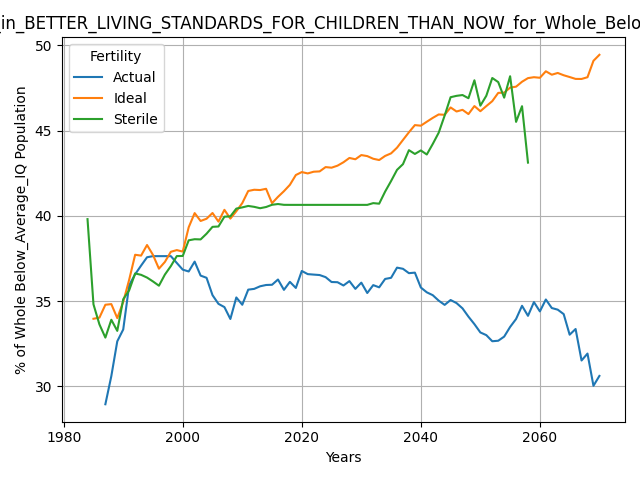 _in_BETTER_LIVING_STANDARDS_FOR_CHILDREN_THAN_NOW_for_Whole_Belo
Fertility
Actual
Ideal
Sterile
% of Whole Below_Average_IQ Population
50
45
40
35
30
1980
2000
2020
2040
2060
Years